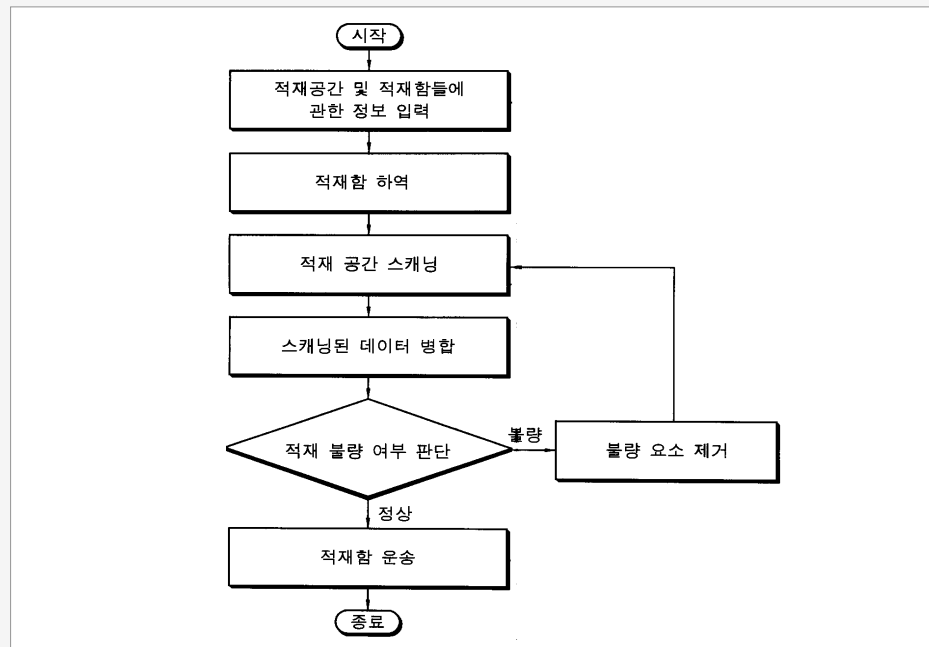 시작
적재공간 및 적재함들에
관한 정보 입력
적재함 하역
적재 공간 스캐닝
스캐닝된 데이터 병합
적재 불량 여부 판단
불량
불량 요소 제거
정상
적재함 운송
종료